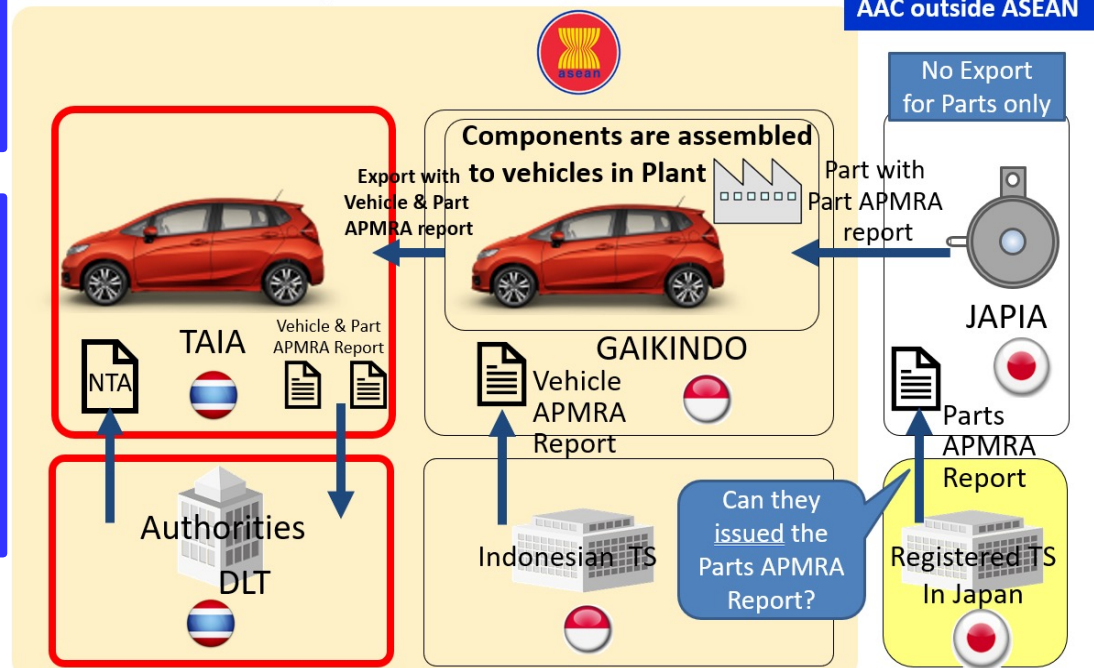 AAC outside ASEAN
asean
No Export
for Parts only
Components are assembled
to vehicles in Plant
Export with
Vehicle & Part
APMRA report
Part with
Part APMRA
report
JAPIA
TAIA
Vehicle & Part
APMRA Report
NTA
GAIKINDO
Vehicle
APMRA
Report
Parts
APMRA
Report
Authorities
DLT
Indonesian TS
Can they
issued the
Parts APMRA
Report?
Registered TS
In Japan